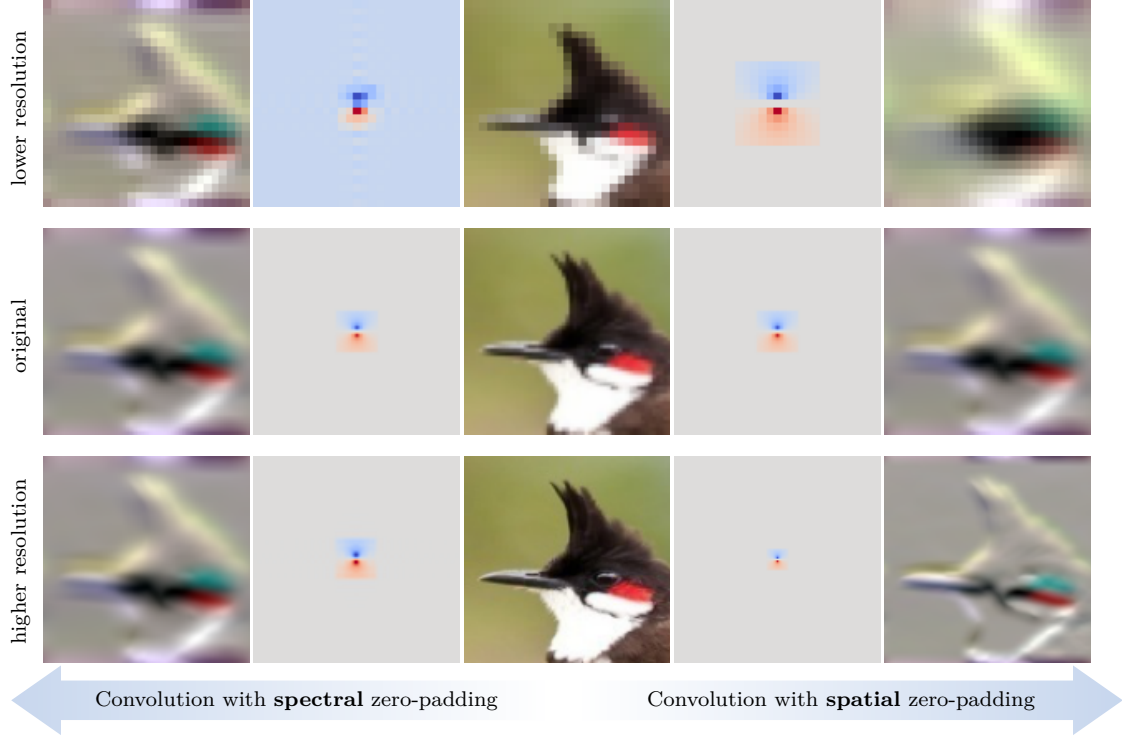 lower resolution
original
higher resolution
Convolution with spectral zero-padding
Convolution with spatial zero-padding